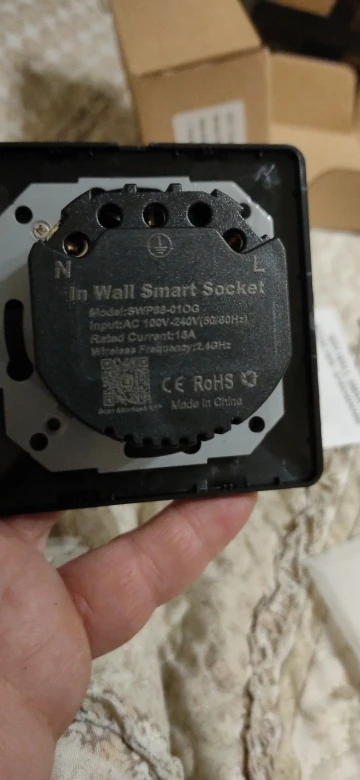 N L
In Wall Smart Socket
Model:SWP86-01OG
Input:AC 100V-240V(50/60Hz)
Rated Current:16A
Wireless Frequency:2.4GHz
CE RoHS
Made in China